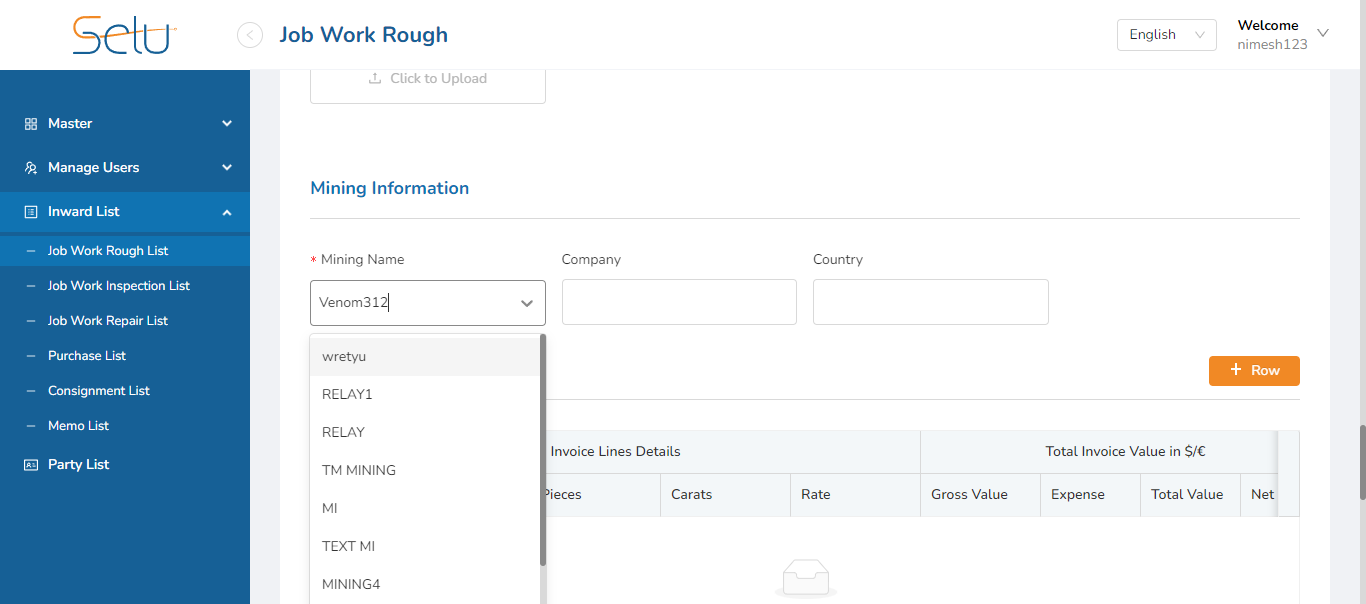 Selu
Job Work Rough
English
Welcome
nimesh123
Master
Manage Users
Inward List
Job Work Rough List
Job Work Inspection List
Job Work Repair List
Purchase List
Consignment List
Memo List
Party List
Click to Upload
Mining Information
* Mining Name
Company
Country
Venom312
wretyu
RELAY1
RELAY
TM MINING
MI
TEXT MI
MINING4
+ Row
Invoice Lines Details
Total Invoice Value in $/€
Pieces
Carats
Rate
Gross Value
Expense
Total Value
Net